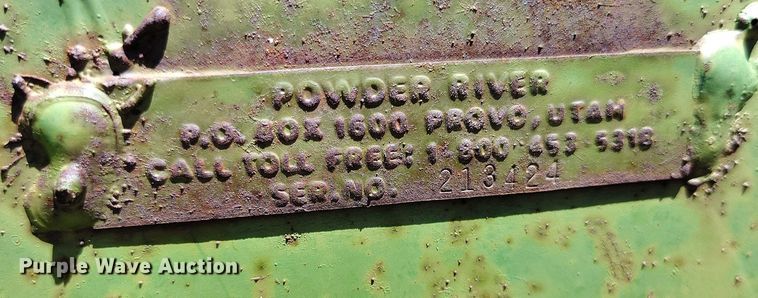 POWDER RIVER
P.O. BOX 1600 PROVO, UTAH
CALL TOLL FREE: 1-800 453 5318
SER. NO. 213424
Purple Wave Auction